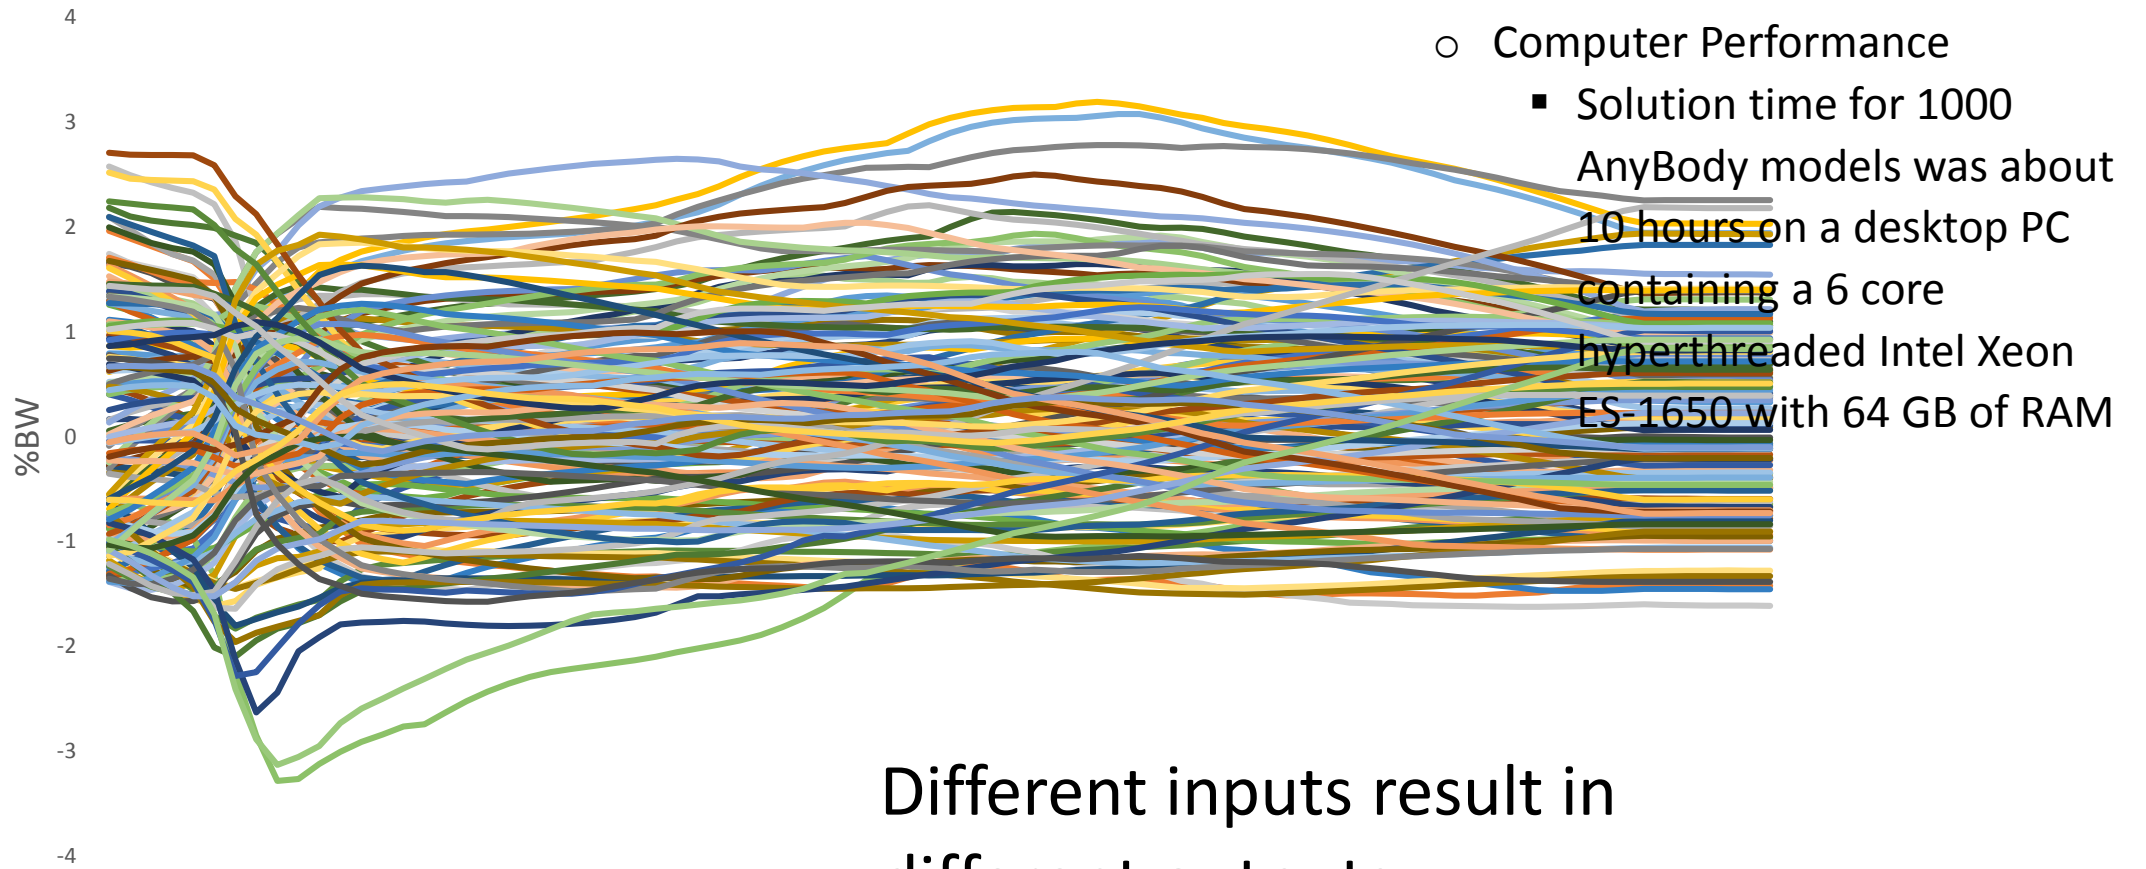 4
3
2
1
0
-1
-2
-3
-4
%BW
○ Computer Performance
▪ Solution time for 1000
AnyBody models was about
10 hours on a desktop PC
containing a 6 core
hyperthreaded Intel Xeon
ES-1650 with 64 GB of RAM
Different inputs result in